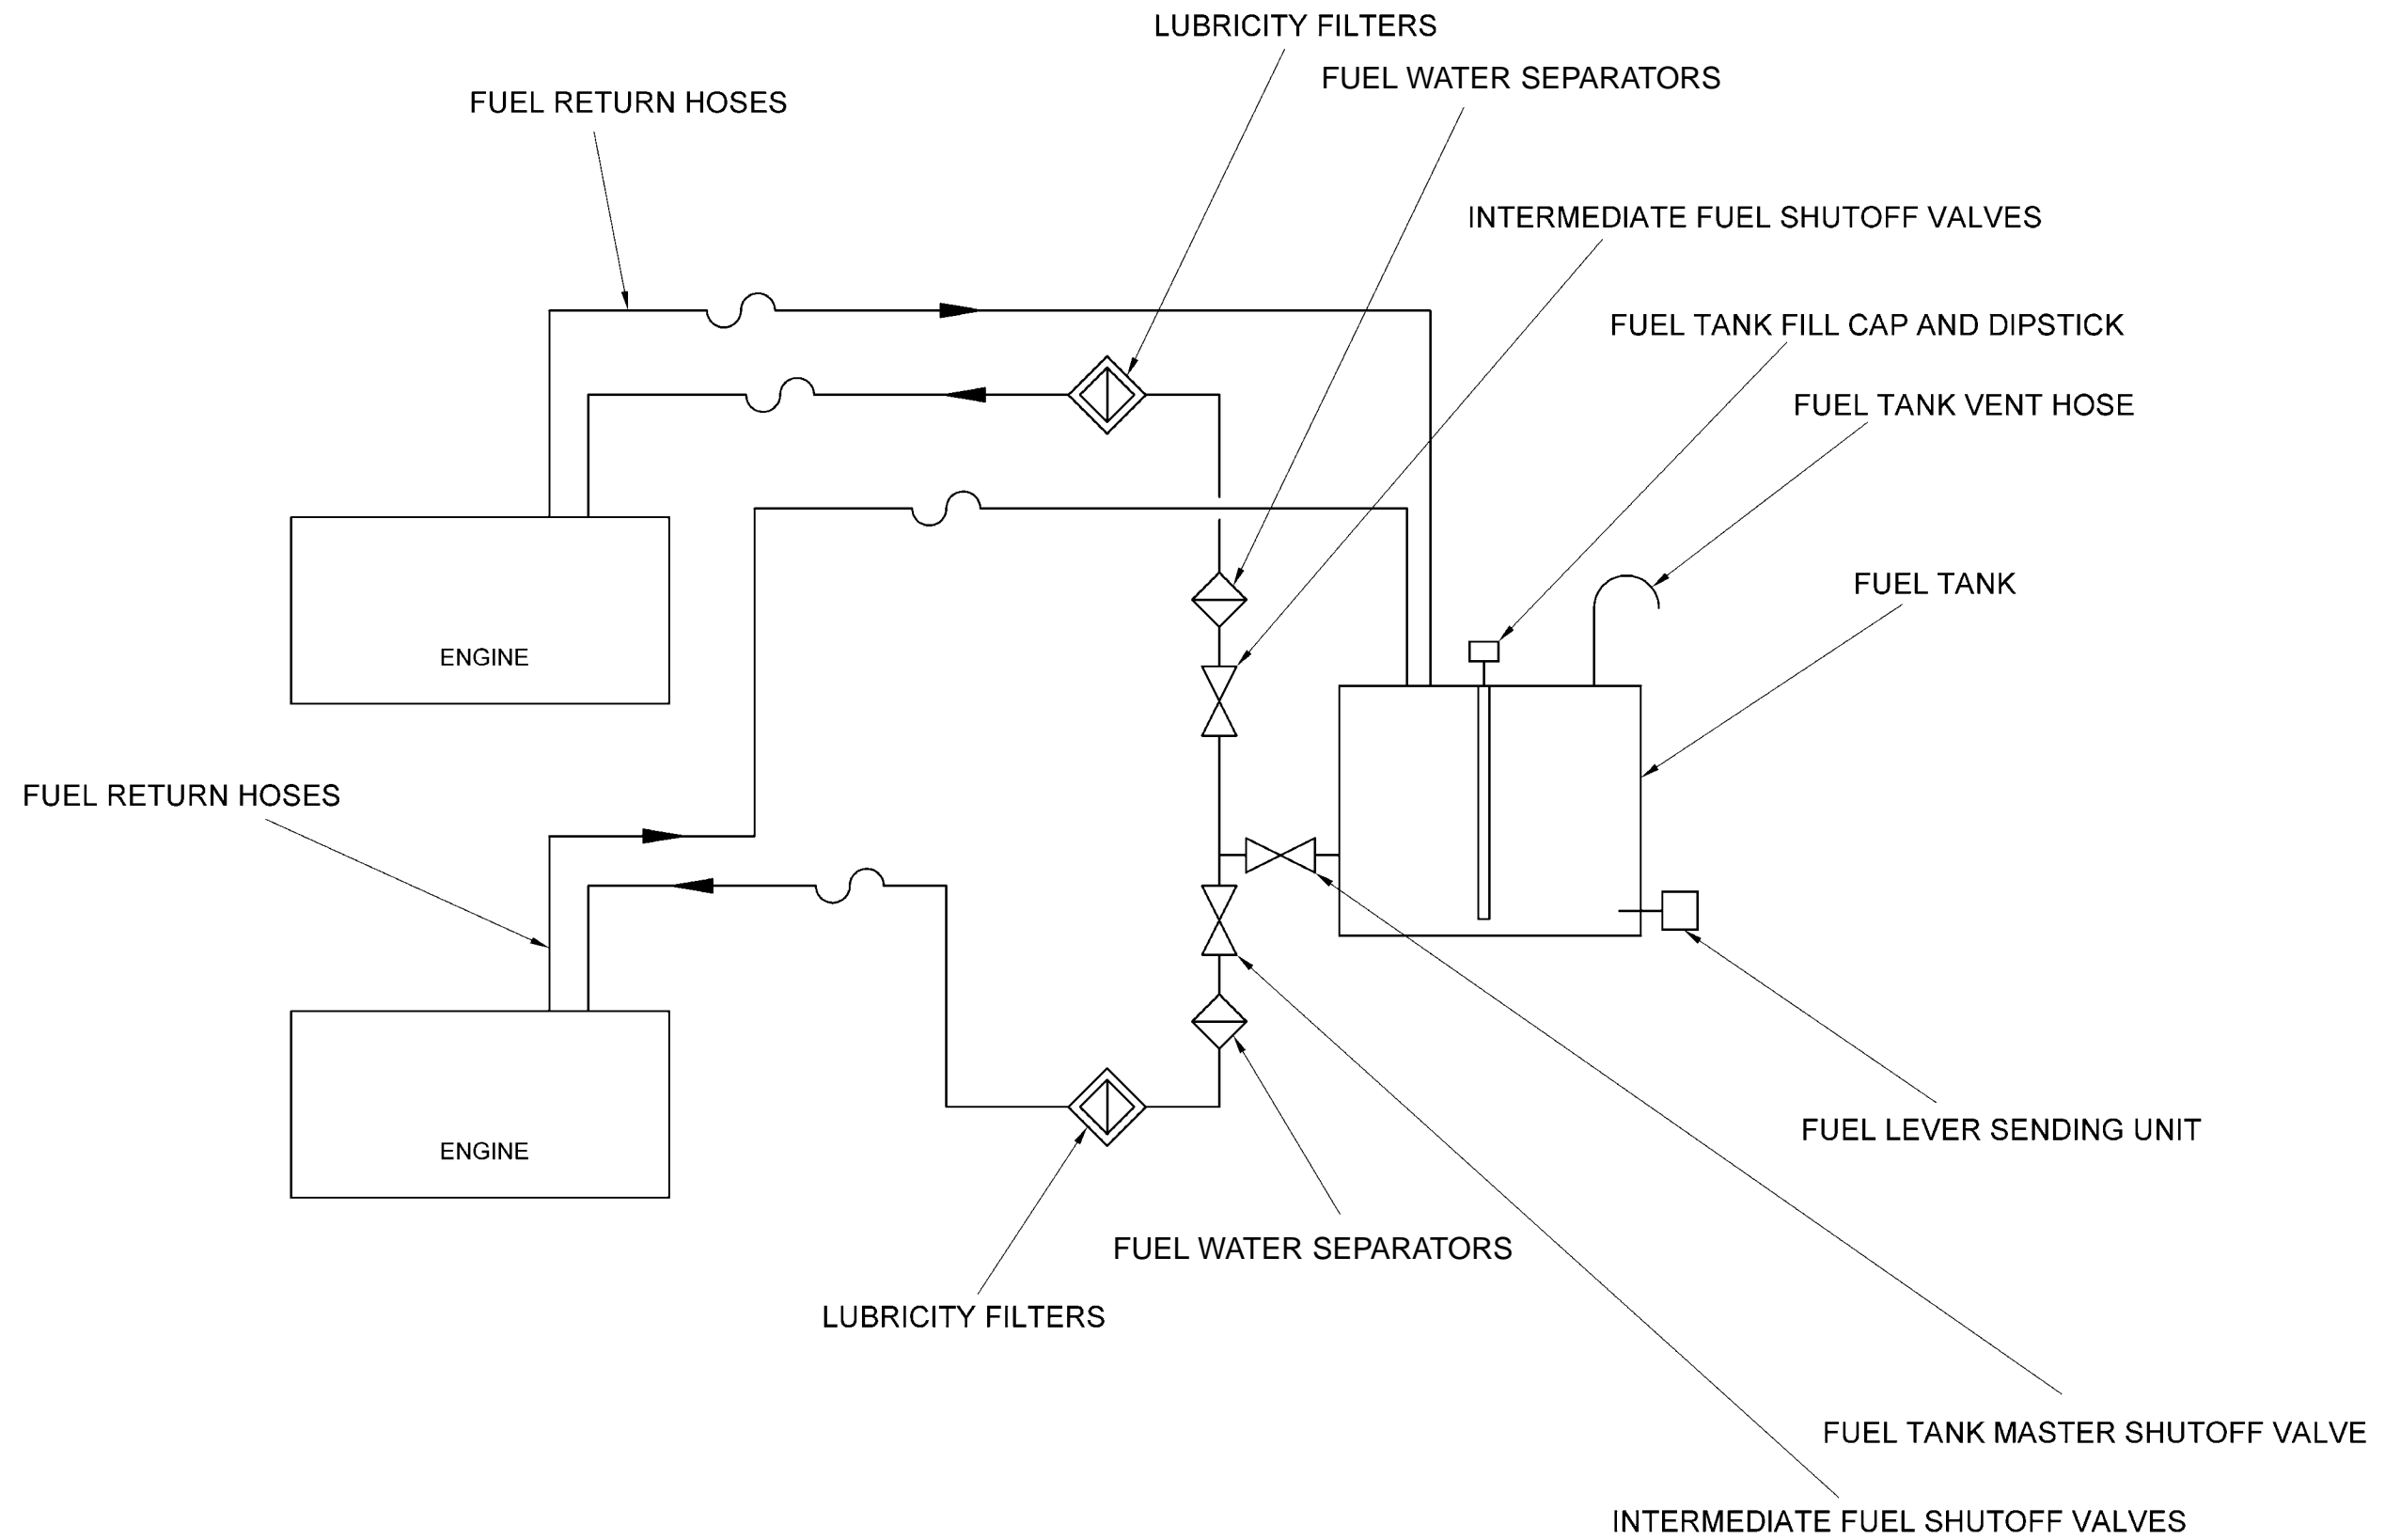 LUBRICITY FILTERS
FUEL WATER SEPARATORS
FUEL RETURN HOSES
INTERMEDIATE FUEL SHUTOFF VALVES
FUEL TANK FILL CAP AND DIPSTICK
FUEL TANK VENT HOSE
FUEL TANK
ENGINE
FUEL RETURN HOSES
FUEL LEVER SENDING UNIT
ENGINE
FUEL WATER SEPARATORS
LUBRICITY FILTERS
FUEL TANK MASTER SHUTOFF VALVE
INTERMEDIATE FUEL SHUTOFF VALVES